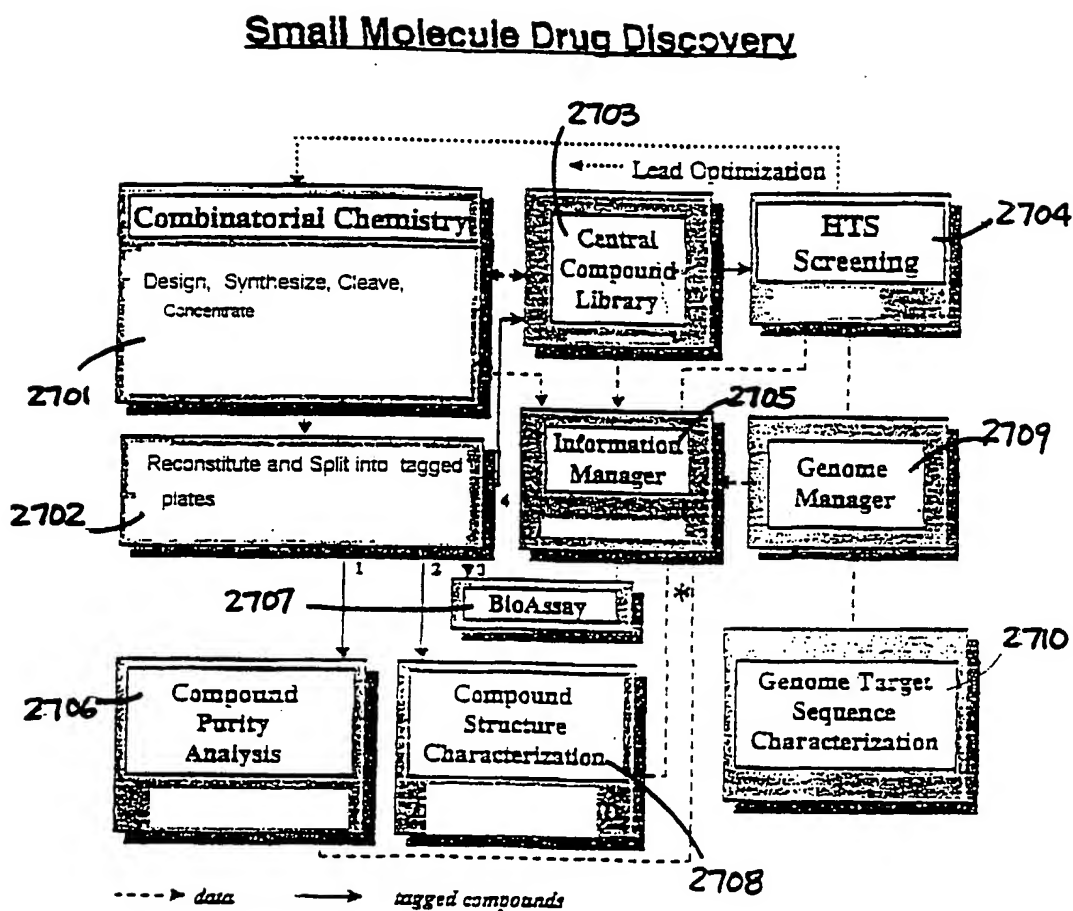 Small Molecule Drug Discovery
2703
Lead Optimization
Combinatorial Chemistry
Design, Synthesize, Cleave,
Concentrate
2701
Central
Compound
Library
HTS
Screening
2704
Reconstitute and Split into tagged
plates
2702
4
2705
Information
Manager
2709
Genome
Manager
1
2
3
2707
BioAssay
*
2706
Compound
Purity
Analysis
Compound
Structure
Characterization
2710
Genome Target
Sequence
Characterization
2708
data
tagged compounds